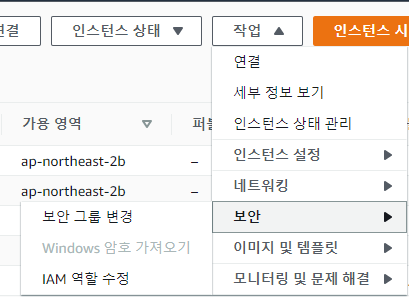 연결
인스턴스 상태 ▼
작업 ▲
인스턴스 시
연결
세부 정보 보기
인스턴스 상태 관리
가용 영역
퍼블
인스턴스 설정
ap-northeast-2b
–
네트워킹
ap-northeast-2b
–
보안
보안 그룹 변경
Windows 암호 가져오기
IAM 역할 수정
이미지 및 템플릿
모니터링 및 문제 해결